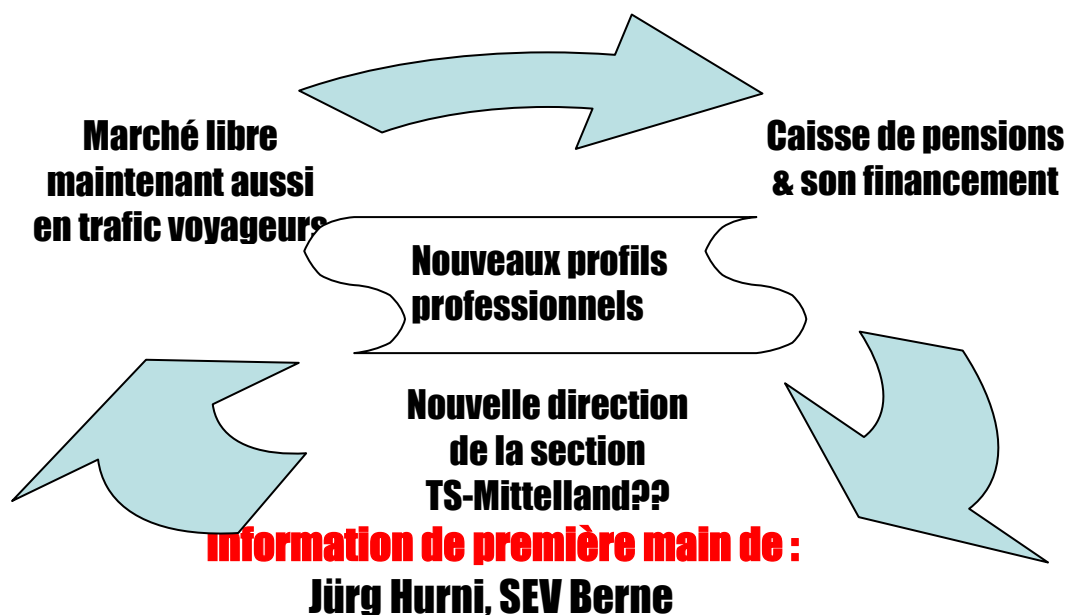 Marché libre
maintenant aussi
en trafic voyageurs
Caisse de pensions
& son financement
Nouveaux profils
professionnels
Nouvelle direction
de la section
TS-Mittelland??
Information de première main de :
Jürg Hurni, SEV Berne